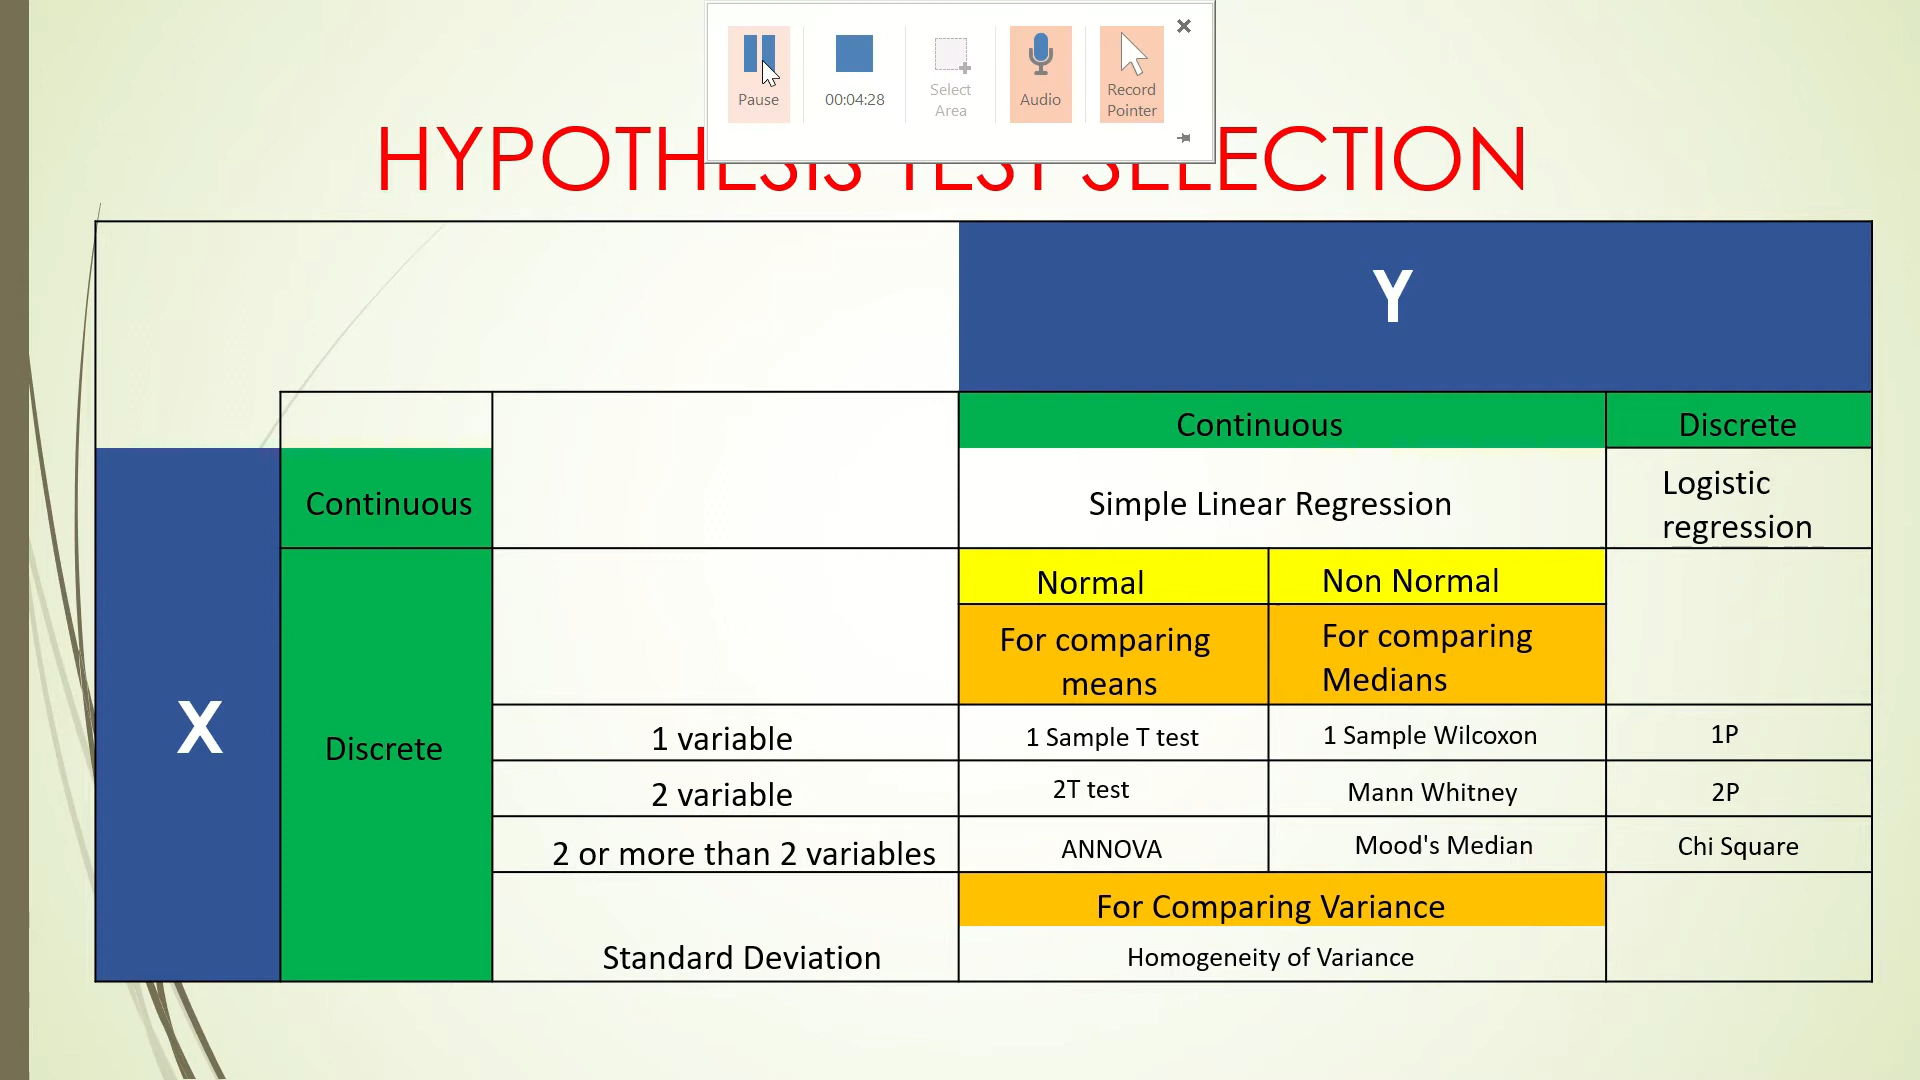 Pause
00:04:28
Select
Area
Audio
Record
Pointer
HYPOTHESIS TEST SELECTION
Y
Continuous
Discrete
Continuous
Simple Linear Regression
Logistic
regression
Normal
Non Normal
For comparing
means
For comparing
Medians
X
Discrete
1 variable
1 Sample T test
1 Sample Wilcoxon
1P
2 variable
2T test
Mann Whitney
2P
2 or more than 2 variables
ANNOVA
Mood's Median
Chi Square
For Comparing Variance
Standard Deviation
Homogeneity of Variance